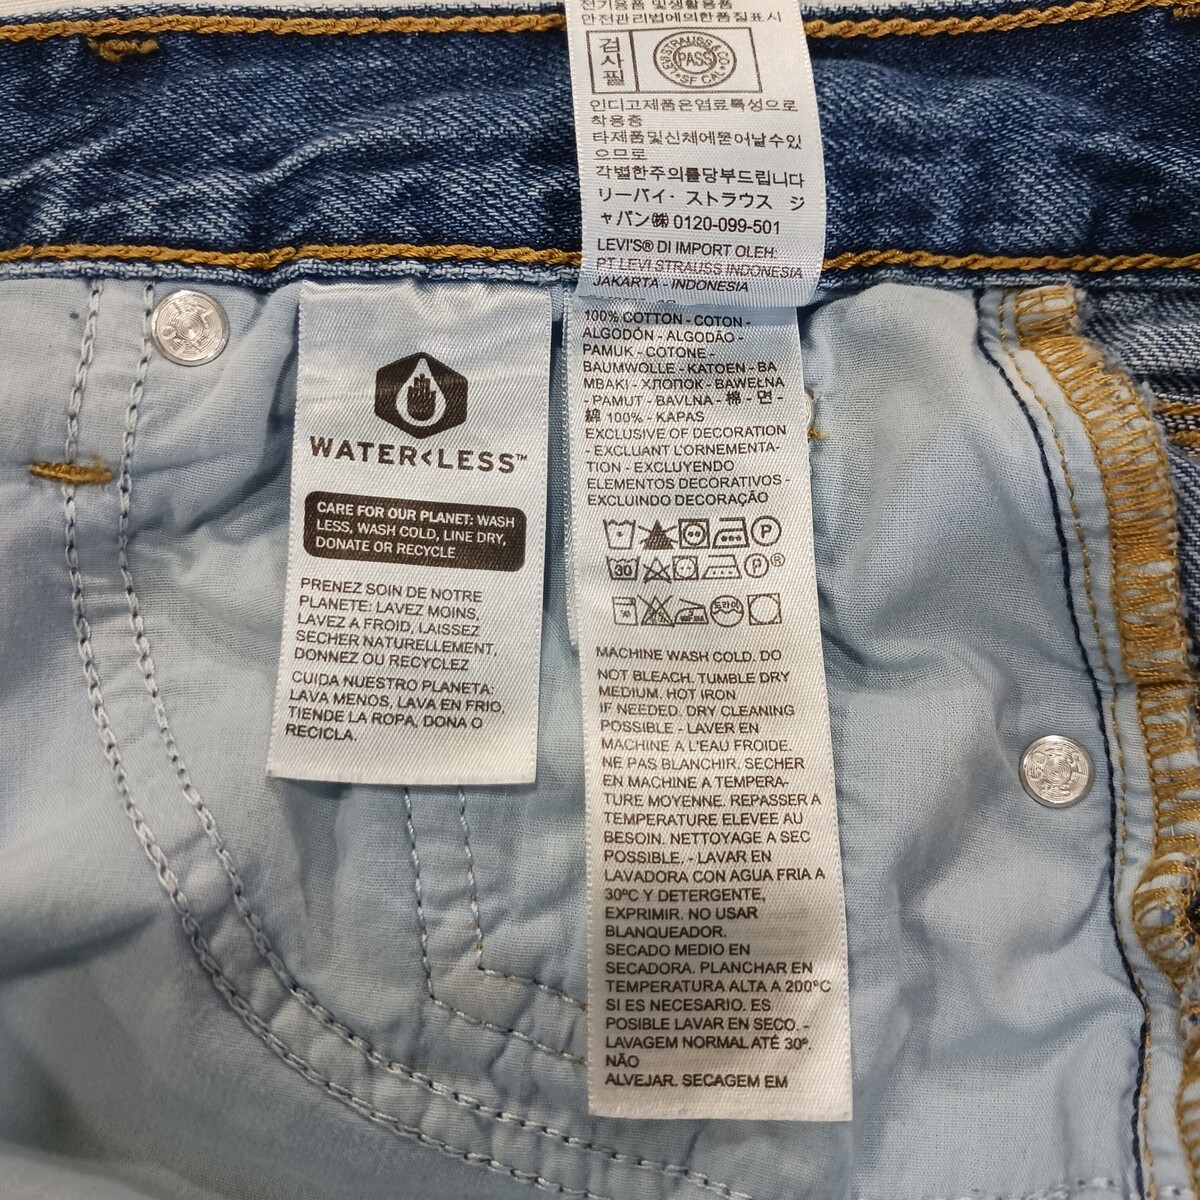 전기용품 및 생활용품
안전관리법에의한품질표시
검사필
LEVI STRAUSS & CO
PASS
SF CAL
인디고제품은염료특성으로
착용중
타제품및신체에묻어날수있
으므로
각별한주의를당부드립니다
リーバイ・ストラウス ジ
ャパン㈱ 0120-099-501
LEVI'S® DI IMPORT OLEH:
PT LEVI STRAUSS INDONESIA
JAKARTA - INDONESIA
WATER<LESS™
CARE FOR OUR PLANET: WASH
LESS, WASH COLD, LINE DRY,
DONATE OR RECYCLE
PRENEZ SOIN DE NOTRE
PLANETE: LAVEZ MOINS,
LAVEZ A FROID, LAISSEZ
SECHER NATURELLEMENT,
DONNEZ OU RECYCLEZ
CUIDA NUESTRO PLANETA:
LAVA MENOS, LAVA EN FRIO,
TIENDE LA ROPA, DONA O
RECICLA.
100% COTTON - COTON -
ALGODÓN - ALGODÃO -
PAMUK - COTONE -
BAUMWOLLE - KATOEN - BA
MBAKI - ХЛОПОК - BAWEŁNA
- PAMUT - BAVLNA - 棉 - 면 -
綿 100% - KAPAS
EXCLUSIVE OF DECORATION
- EXCLUANT L'ORNEMENTA-
TION - EXCLUYENDO
ELEMENTOS DECORATIVOS -
EXCLUINDO DECORAÇÃO
P
30 P ®
드라이
MACHINE WASH COLD. DO
NOT BLEACH. TUMBLE DRY
MEDIUM. HOT IRON
IF NEEDED. DRY CLEANING
POSSIBLE - LAVER EN
MACHINE A L'EAU FROIDE.
NE PAS BLANCHIR. SECHER
EN MACHINE A TEMPERA-
TURE MOYENNE. REPASSER A
TEMPERATURE ELEVEE AU
BESOIN. NETTOYAGE A SEC
POSSIBLE. - LAVAR EN
LAVADORA CON AGUA FRIA A
30ºC Y DETERGENTE,
EXPRIMIR. NO USAR
BLANQUEADOR.
SECADO MEDIO EN
SECADORA. PLANCHAR EN
TEMPERATURA ALTA A 200ºC
SI ES NECESARIO. ES
POSIBLE LAVAR EN SECO. -
LAVAGEM NORMAL ATÉ 30º.
NÃO
ALVEJAR. SECAGEM EM